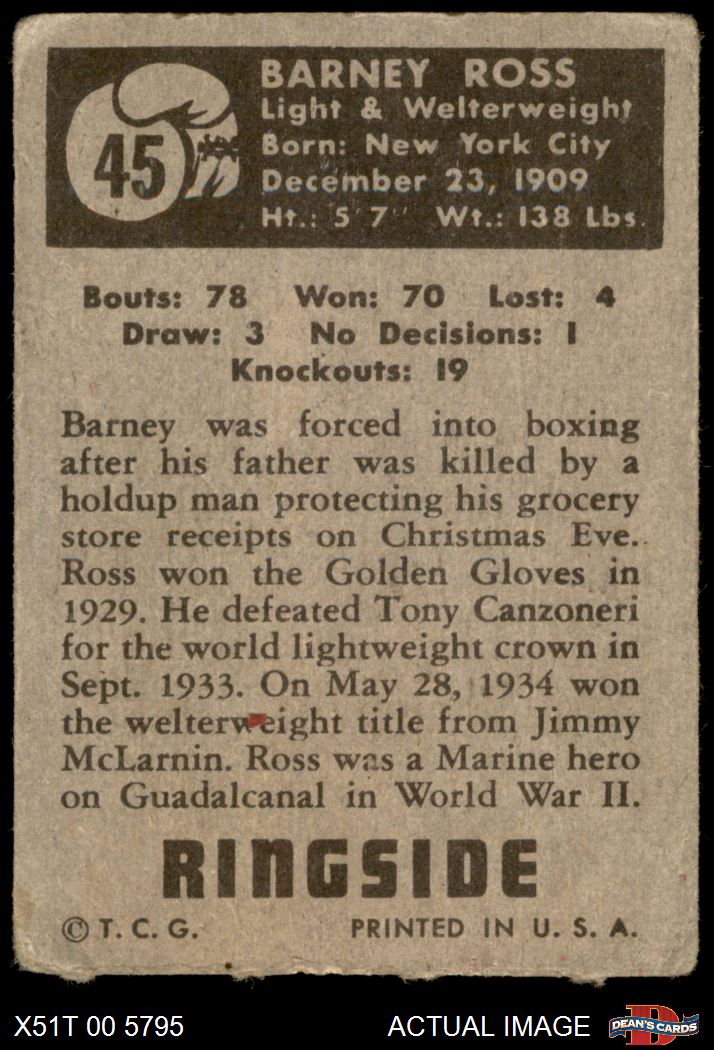 45
BARNEY ROSS
Light & Welterweight
Born: New York City
December 23, 1909
Ht.: 5' 7" Wt.: 138 Lbs.
Bouts: 78 Won: 70 Lost: 4
Draw: 3 No Decisions: 1
Knockouts: 19
Barney was forced into boxing
after his father was killed by a
holdup man protecting his grocery
store receipts on Christmas Eve.
Ross won the Golden Gloves in
1929. He defeated Tony Canzoneri
for the world lightweight crown in
Sept. 1933. On May 28, 1934 won
the welterweight title from Jimmy
McLarnin. Ross was a Marine hero
on Guadalcanal in World War II.
RINGSIDE
© T. C. G. PRINTED IN U. S. A.
X51T 00 5795 ACTUAL IMAGE D DEAN'S CARDS